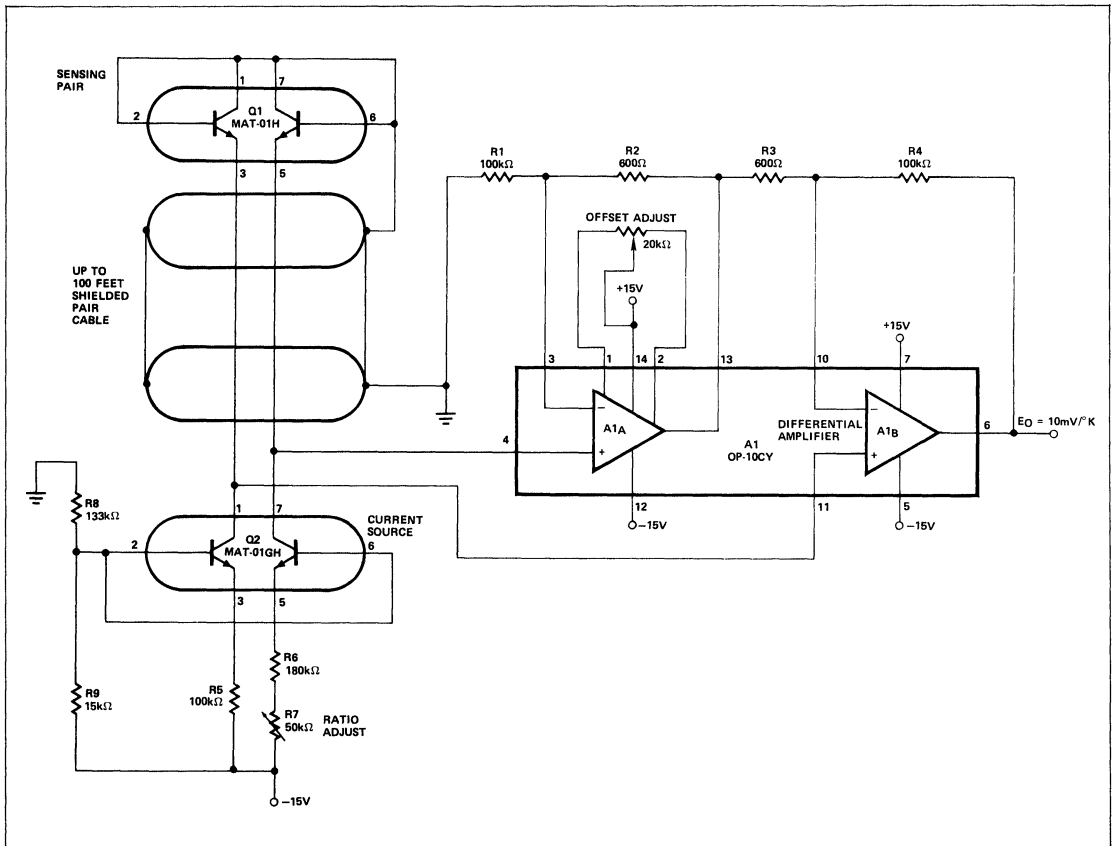 SENSING
PAIR
1
7
2
Q1
MAT-01H
6
3
5
UP TO
100 FEET
SHIELDED
PAIR
CABLE
R1
100kΩ
R2
600Ω
R3
600Ω
R4
100kΩ
OFFSET ADJUST
20kΩ
+15V
+15V
3
1
14
2
13
10
7
4
−
A1A
+
DIFFERENTIAL
AMPLIFIER
A1
OP-10CY
−
A1B
+
6
EO = 10mV/°K
12
−15V
11
5
−15V
R8
133kΩ
1
7
CURRENT
SOURCE
2
Q2
MAT-01GH
6
3
5
R9
15kΩ
R5
100kΩ
R6
180kΩ
R7
50kΩ
RATIO
ADJUST
−15V